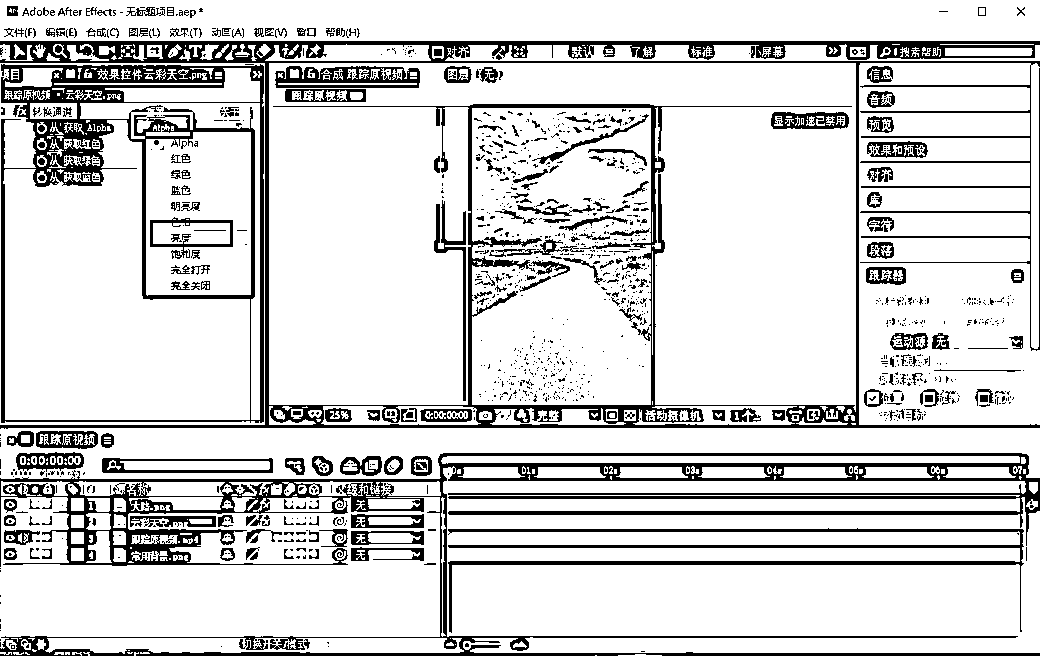 Adobe After Effects - 无标题项目.aep *
文件(F) 编辑(E) 合成(C) 图层(L) 效果(T) 动画(A) 视图(V) 窗口 帮助(H)
对齐 默认 了解 标准 小屏幕 搜索帮助
项目 效果控件云彩天空.png 合成 跟踪原视频 图层 (无)
跟踪原视频 • 云彩天空.png
跟踪原视频
fx 转换通道
显示加速已禁用
从 获取 Alpha
从 获取红色
从 获取绿色
从 获取蓝色
Alpha
Alpha
红色
绿色
蓝色
明亮度
色相
亮度
饱和度
完全打开
完全关闭
信息
音频
预览
效果和预设
对齐
库
字符
段落
跟踪器
运动源 无
25% 0:00:00:00 完整 活动摄像机 1个
跟踪原视频
0:00:00:00
0s 01s 02s 03s 04s 05s 06s 07s
源名称 父级和链接
1 天路.png 无
2 云彩天空.png 无
3 跟踪原视频.mp4 无
4 常用背景.png 无
切换开关/模式